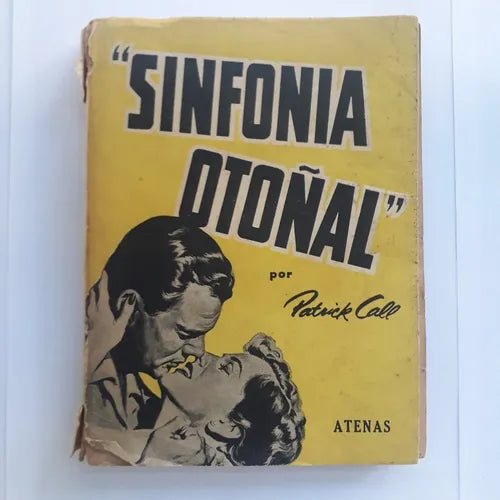 "SINFONIA
OTOÑAL"
por
Patrick Call
ATENAS